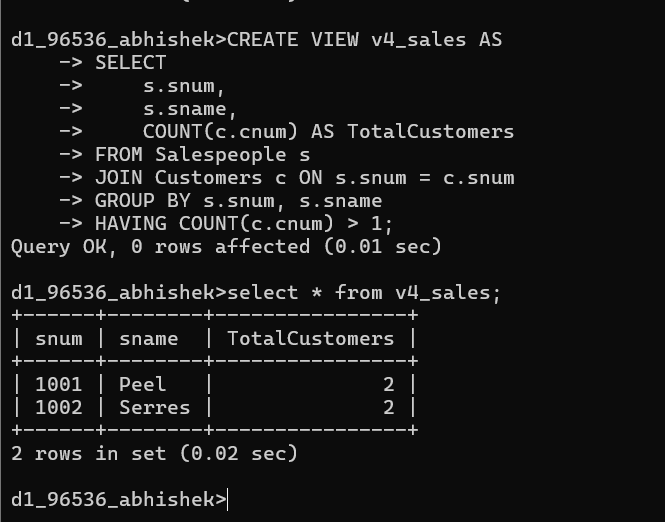 d1_96536_abhishek>CREATE VIEW v4_sales AS
    -> SELECT
    ->     s.snum,
    ->     s.sname,
    ->     COUNT(c.cnum) AS TotalCustomers
    -> FROM Salespeople s
    -> JOIN Customers c ON s.snum = c.snum
    -> GROUP BY s.snum, s.sname
    -> HAVING COUNT(c.cnum) > 1;
Query OK, 0 rows affected (0.01 sec)
d1_96536_abhishek>select * from v4_sales;
+------+--------+----------------+
| snum | sname  | TotalCustomers |
+------+--------+----------------+
| 1001 | Peel   |              2 |
| 1002 | Serres |              2 |
+------+--------+----------------+
2 rows in set (0.02 sec)
d1_96536_abhishek>